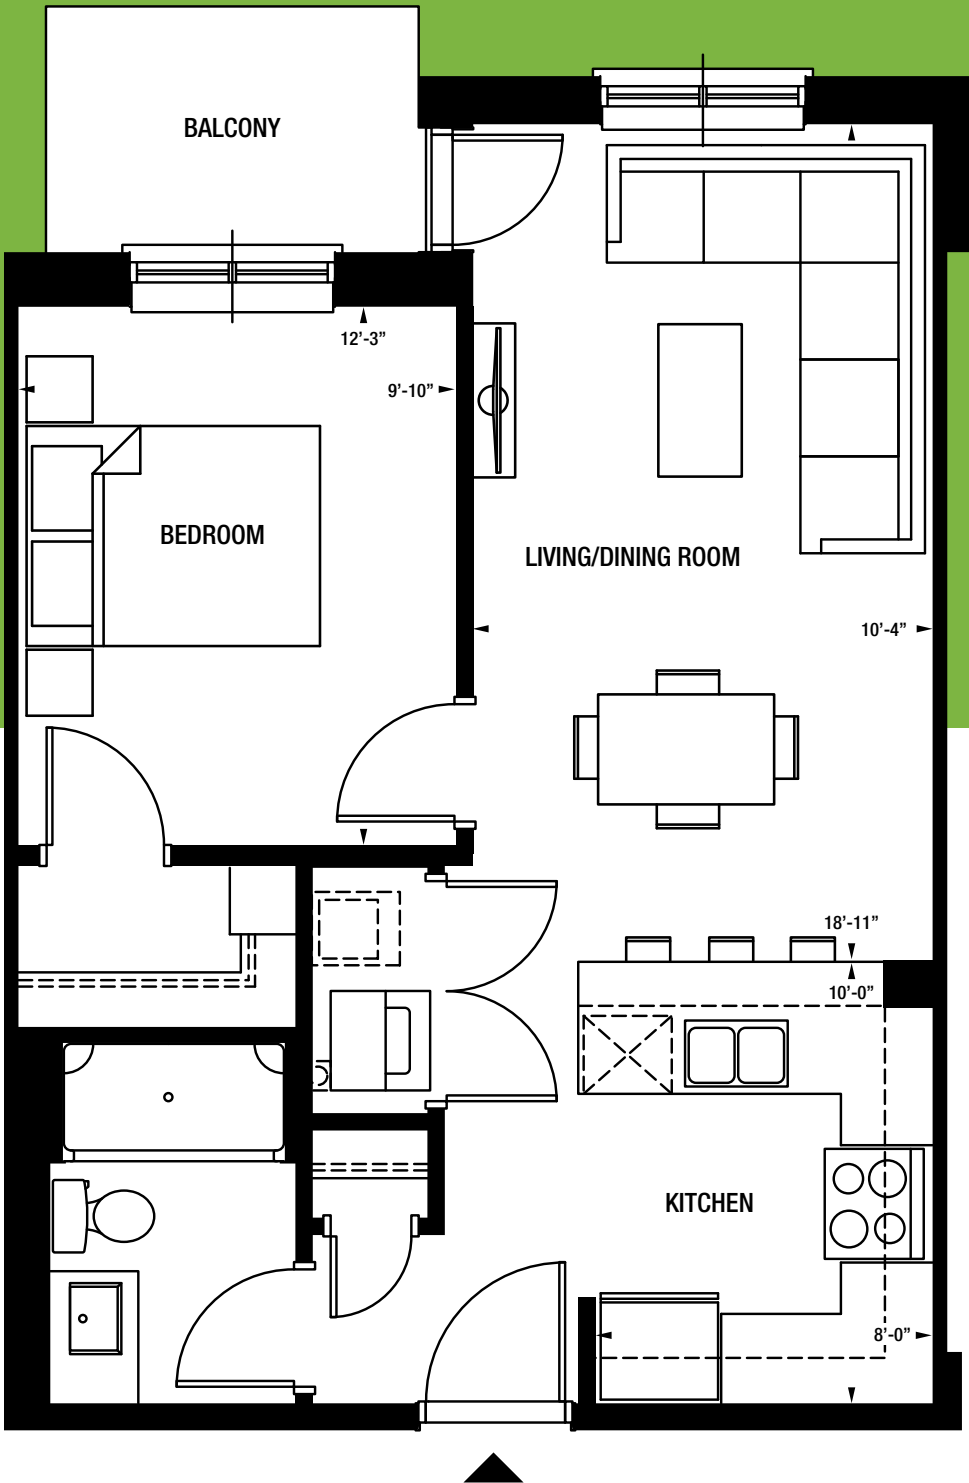 BALCONY
12’-3”
9’-10”
BEDROOM
LIVING/DINING ROOM
10’-4”
18’-11”
10’-0”
KITCHEN
8’-0”